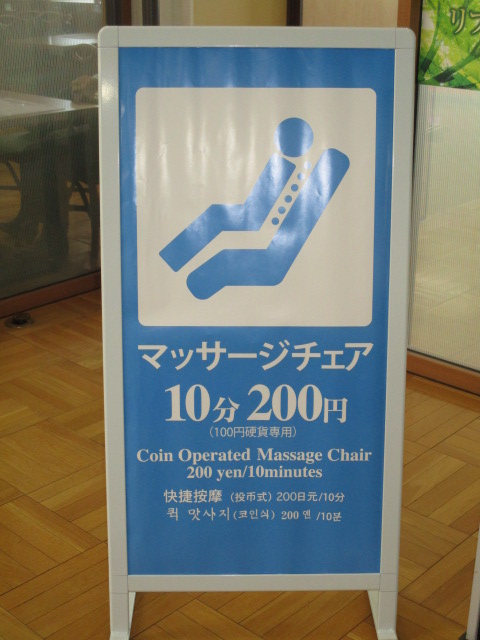 リフ
マッサージチェア
10分 200円
(100円硬貨専用)
Coin Operated Massage Chair
200 yen/10minutes
快捷按摩 (投币式) 200日元/10分
퀵 맛사지 (코인식) 200 엔 /10분